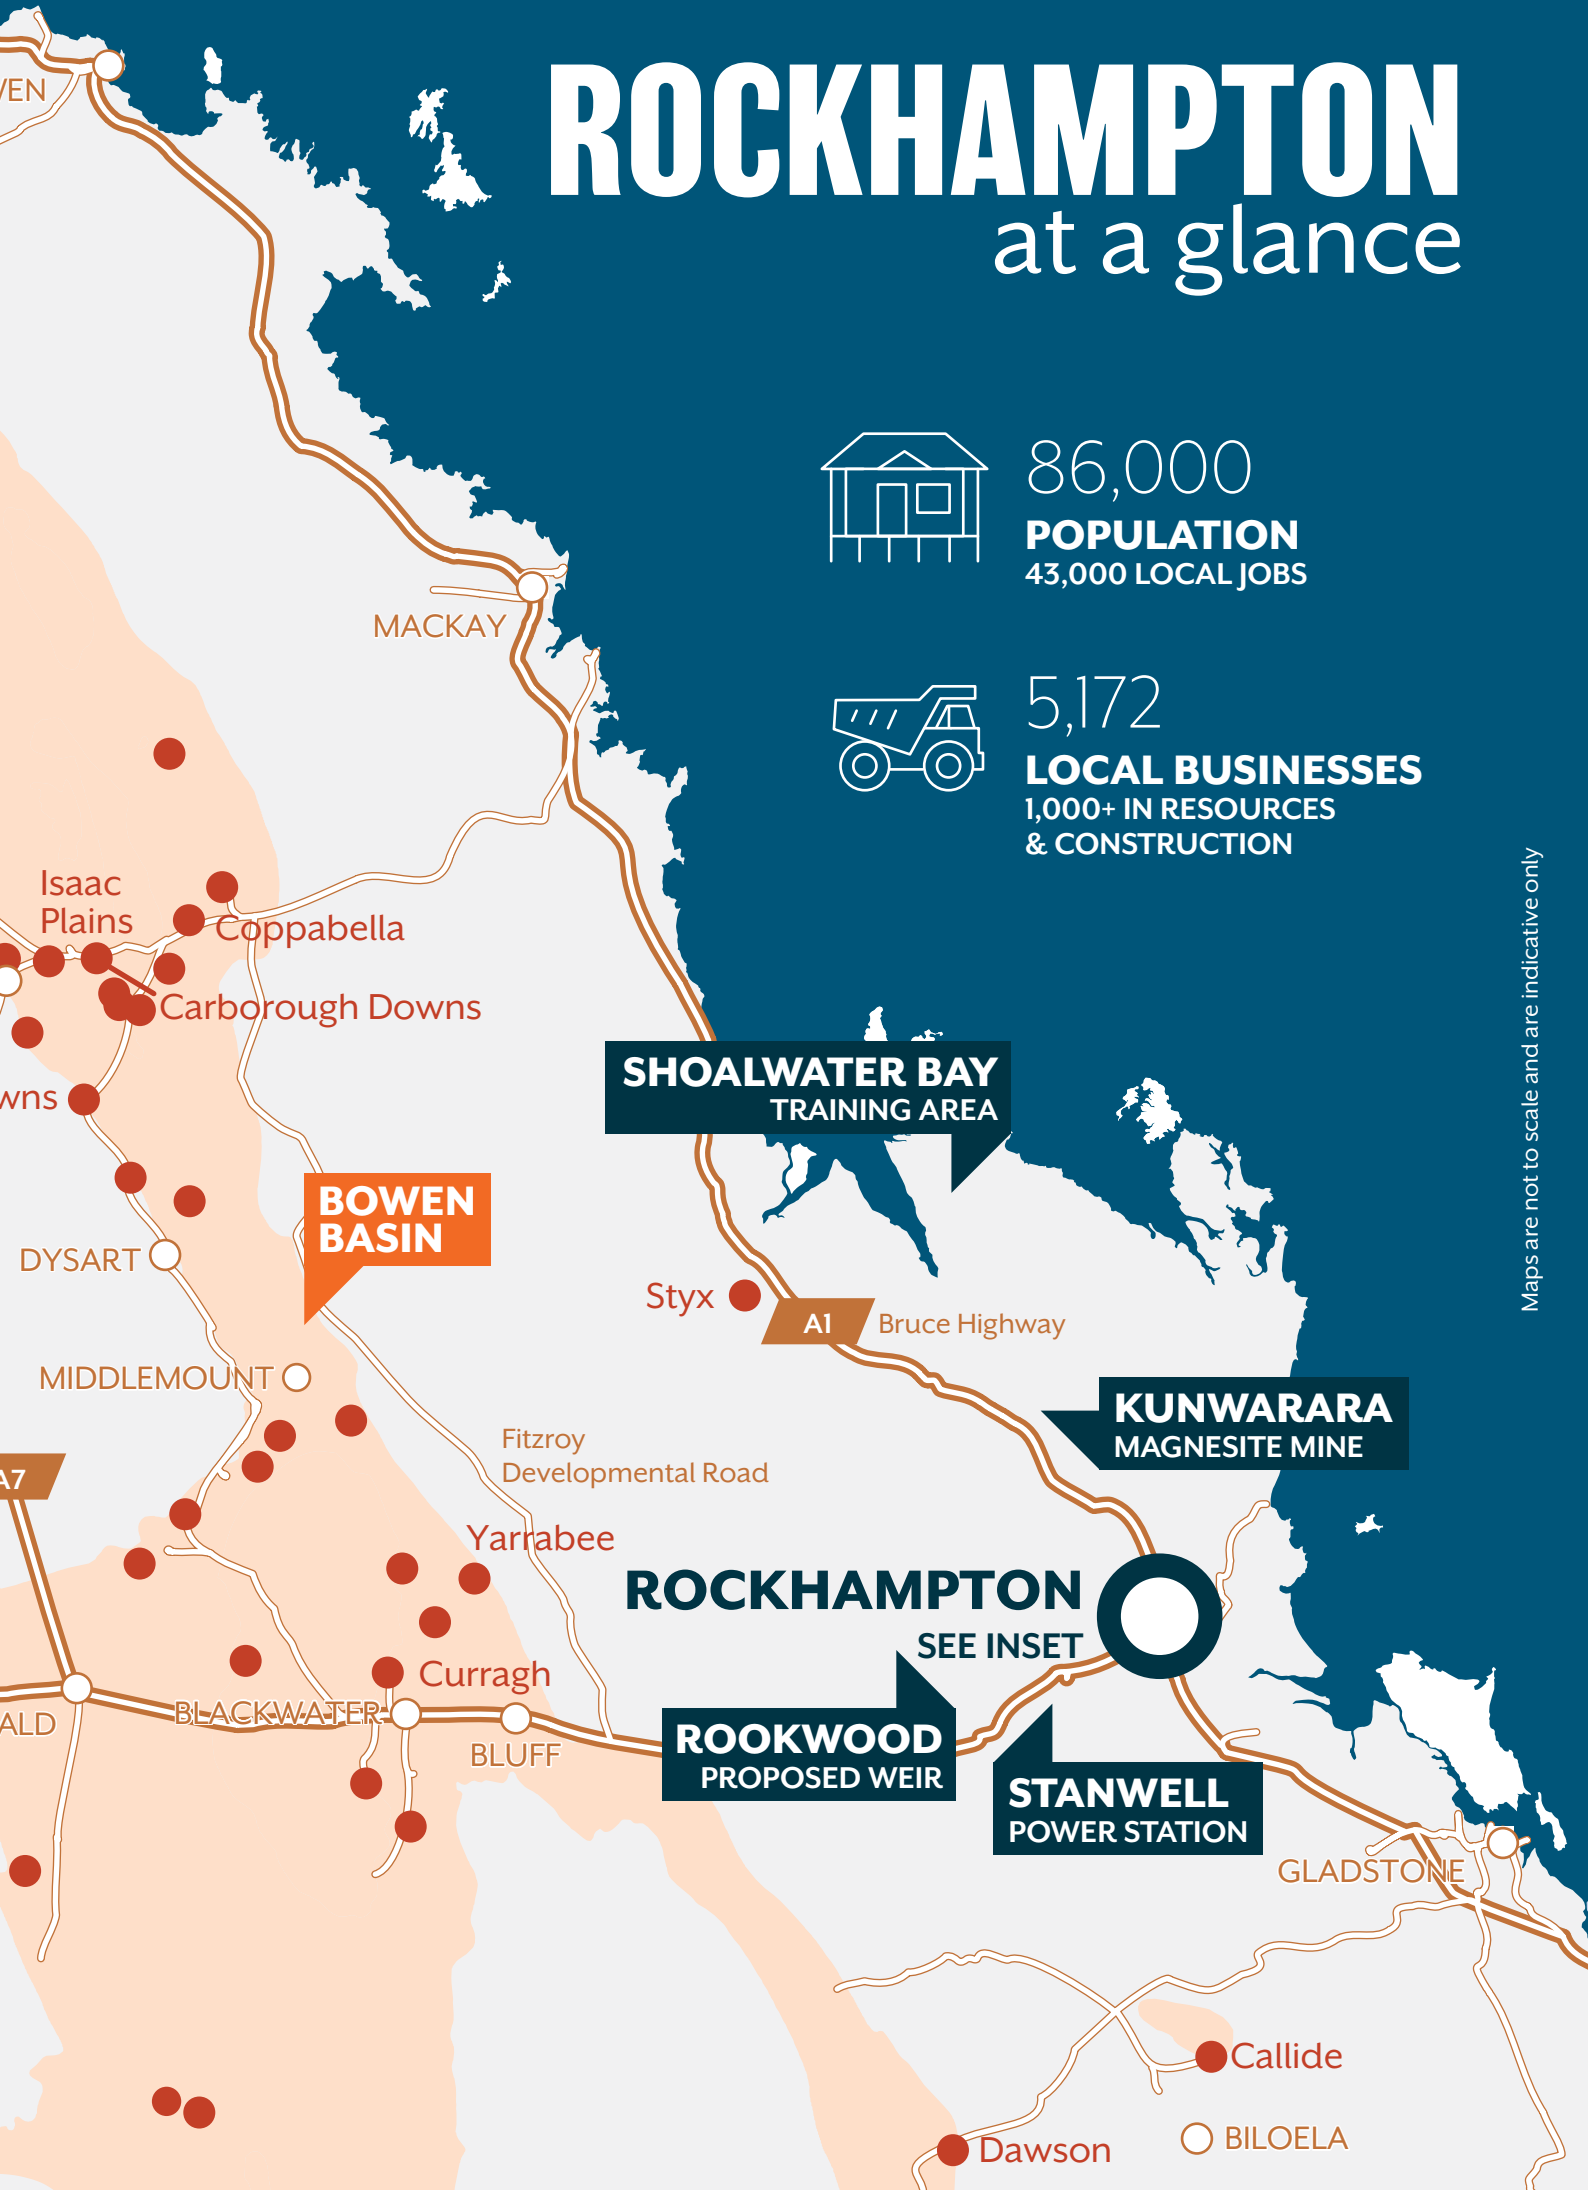 ROCKHAMPTON
at a glance
VEN
86,000
POPULATION
43,000 LOCAL JOBS
MACKAY
5,172
LOCAL BUSINESSES
1,000+ IN RESOURCES
& CONSTRUCTION
Maps are not to scale and are indicative only
Isaac
Plains
Coppabella
Carborough Downs
wns
SHOALWATER BAY
TRAINING AREA
BOWEN
BASIN
DYSART
Styx
A1
Bruce Highway
MIDDLEMOUNT
KUNWARARA
MAGNESITE MINE
Fitzroy
Developmental Road
A7
Yarrabee
ROCKHAMPTON
SEE INSET
Curragh
BLACKWATER
ALD
BLUFF
ROOKWOOD
PROPOSED WEIR
STANWELL
POWER STATION
GLADSTONE
Callide
BILOELA
Dawson